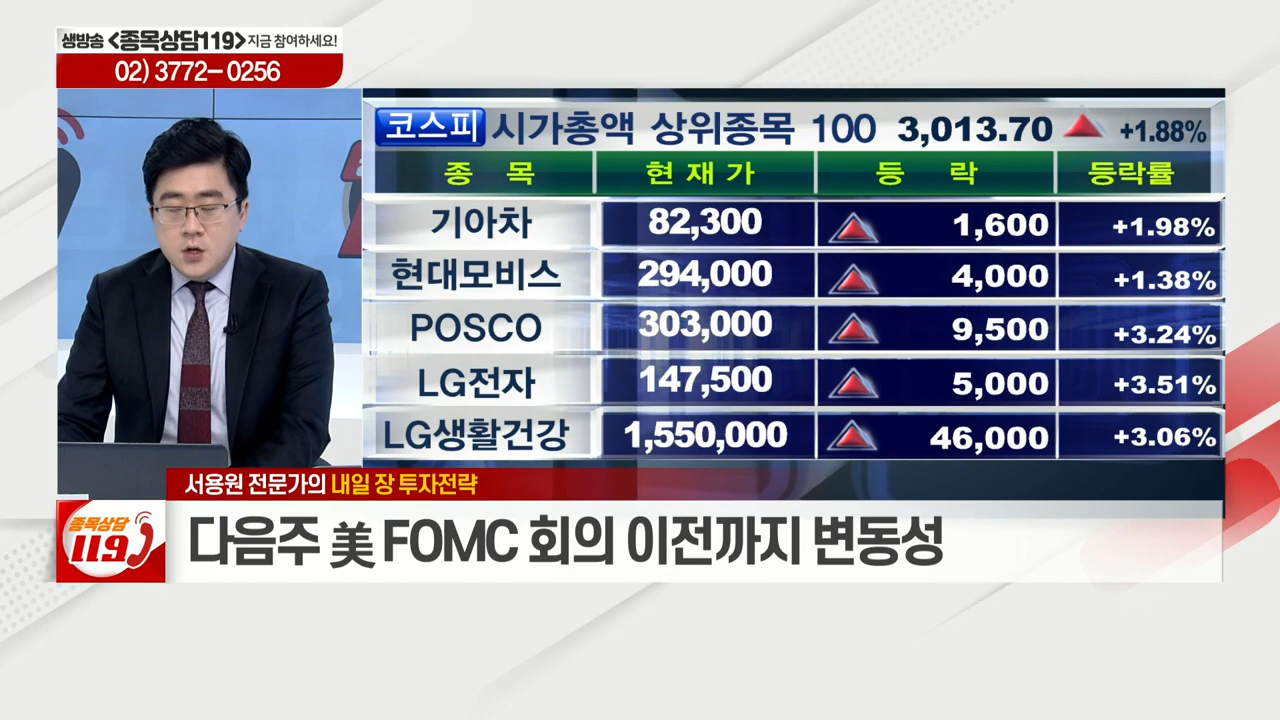 생방송 <종목상담119> 지금 참여하세요!
02) 3772-0256
코스피 시가총액 상위종목 100 3,013.70 ▲ +1.88%
종 목 현재가 등 락 등락률
기아차 82,300 ▲ 1,600 +1.98%
현대모비스 294,000 ▲ 4,000 +1.38%
POSCO 303,000 ▲ 9,500 +3.24%
LG전자 147,500 ▲ 5,000 +3.51%
LG생활건강 1,550,000 ▲ 46,000 +3.06%
서용원 전문가의 내일 장 투자전략
종목상담
119
다음주 美 FOMC 회의 이전까지 변동성